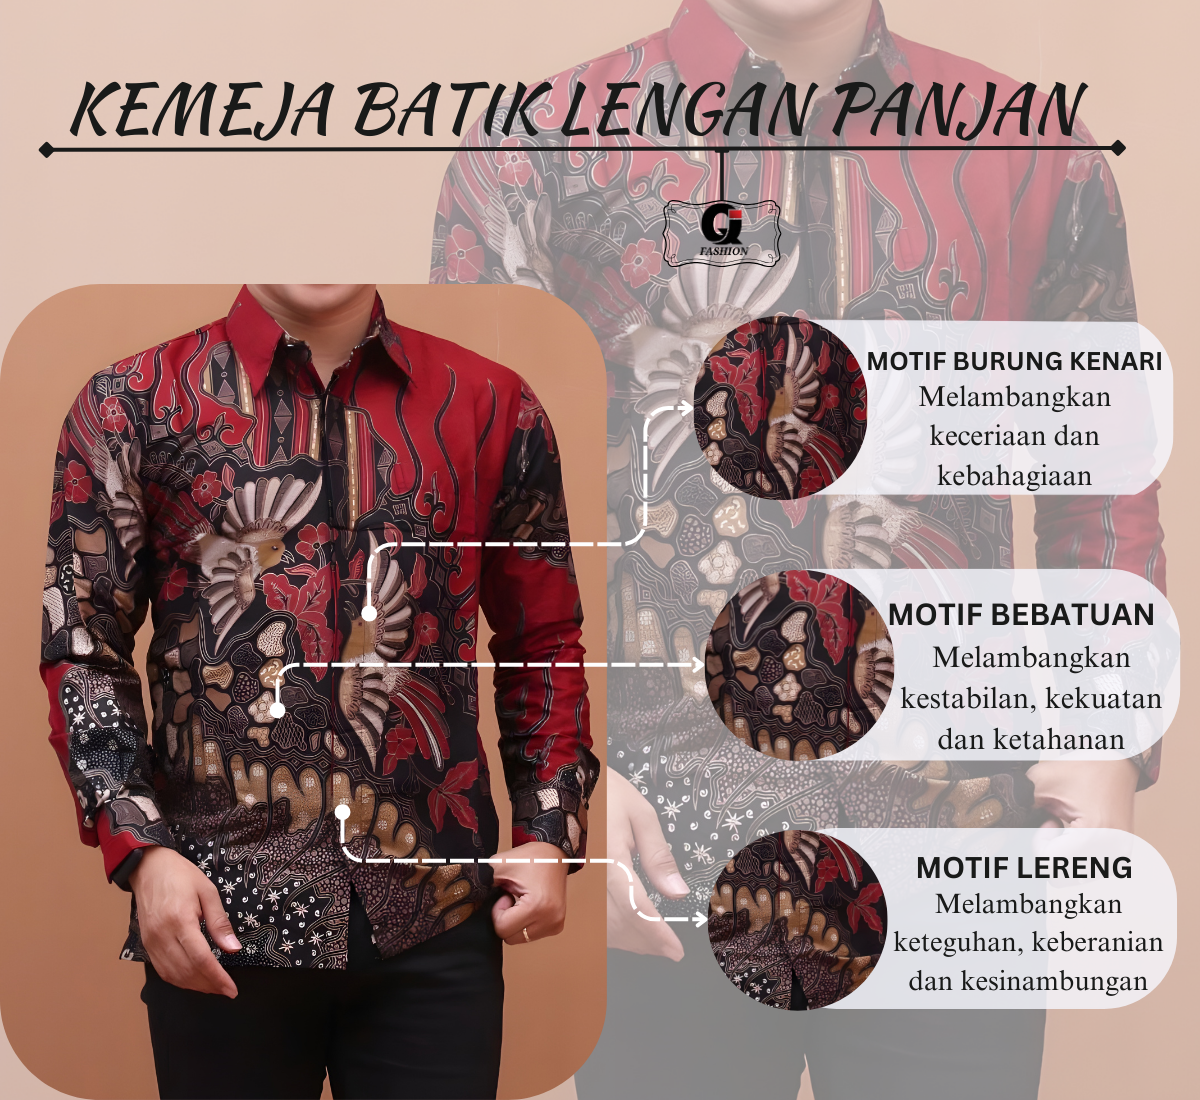 KEMEJA BATIK LENGAN PANJAN
GJ
FASHION
MOTIF BURUNG KENARI
Melambangkan
keceriaan dan
kebahagiaan
MOTIF BEBATUAN
Melambangkan
kestabilan, kekuatan
dan ketahanan
MOTIF LERENG
Melambangkan
keteguhan, keberanian
dan kesinambungan